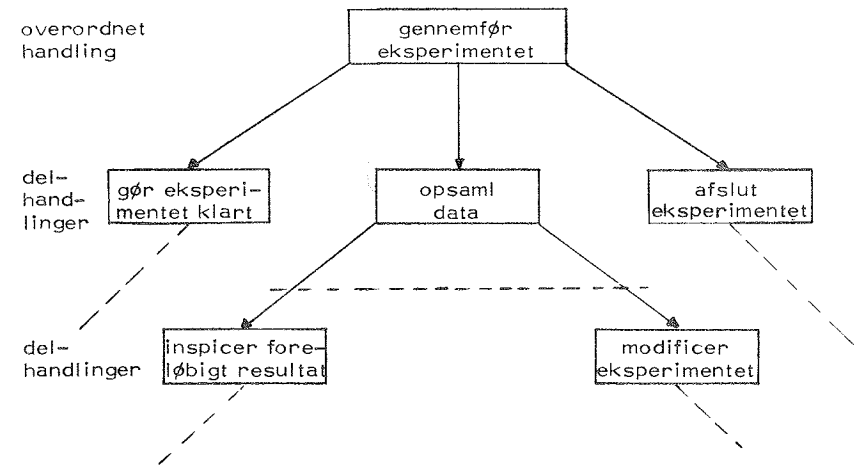 overordnet
handling
gennemfør
eksperimentet
del-
hand-
linger
gør eksperi-
mentet klart
opsaml
data
afslut
eksperimentet
del-
handlinger
inspicer fore-
løbigt resultat
modificer
eksperimentet